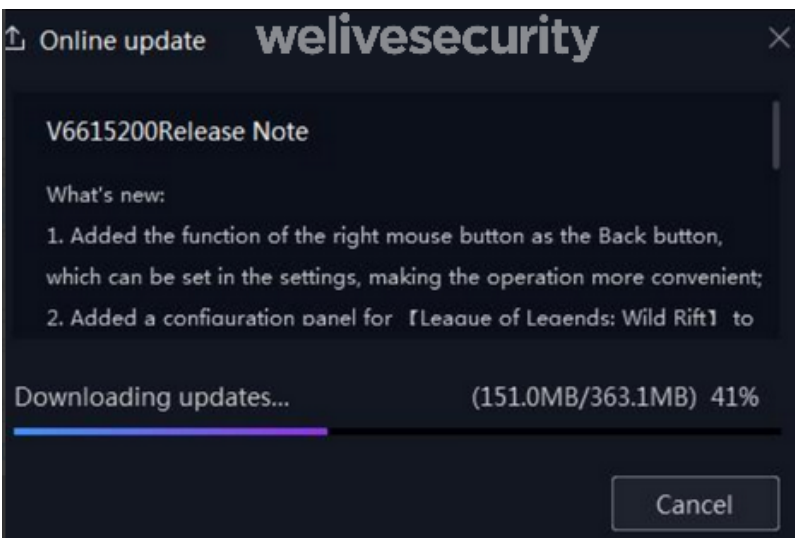 Online update
welivesecurity
V6615200Release Note
What's new:
1. Added the function of the right mouse button as the Back button,
which can be set in the settings, making the operation more convenient;
2. Added a configuration panel for 【League of Legends: Wild Rift】 to
Downloading updates... (151.0MB/363.1MB) 41%
Cancel